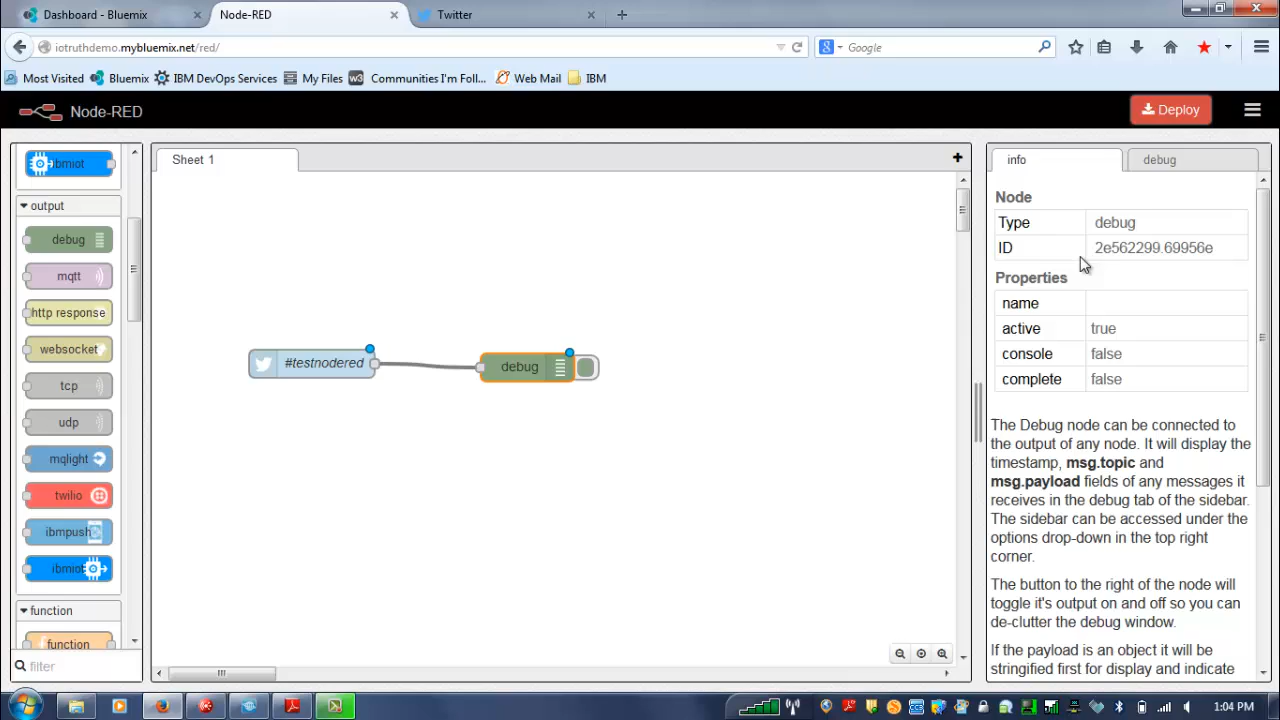 Dashboard - Bluemix
Node-RED
Twitter
iotruthdemo.mybluemix.net/red/
Google
Most Visited
Bluemix
IBM DevOps Services
My Files
Communities I'm Foll...
Web Mail
IBM
Node-RED
Deploy
ibmiot
output
debug
mqtt
http response
websocket
tcp
udp
mqlight
twilio
ibmpush
ibmiot
function
function
filter
Sheet 1
#testnodered
debug
info
debug
Node
Type debug
ID 2e562299.69956e
Properties
name
active true
console false
complete false
The Debug node can be connected to
the output of any node. It will display the
timestamp, msg.topic and
msg.payload fields of any messages it
receives in the debug tab of the sidebar.
The sidebar can be accessed under the
options drop-down in the top right
corner.
The button to the right of the node will
toggle it's output on and off so you can
de-clutter the debug window.
If the payload is an object it will be
stringified first for display and indicate
1:04 PM